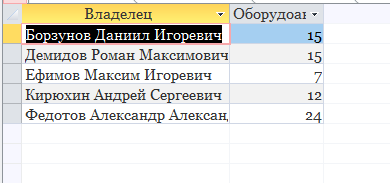 Владелец Оборудоан
Борзунов Даниил Игоревич 15
Демидов Роман Максимович 15
Ефимов Максим Игоревич 7
Кирюхин Андрей Сергеевич 12
Федотов Александр Алексан 24